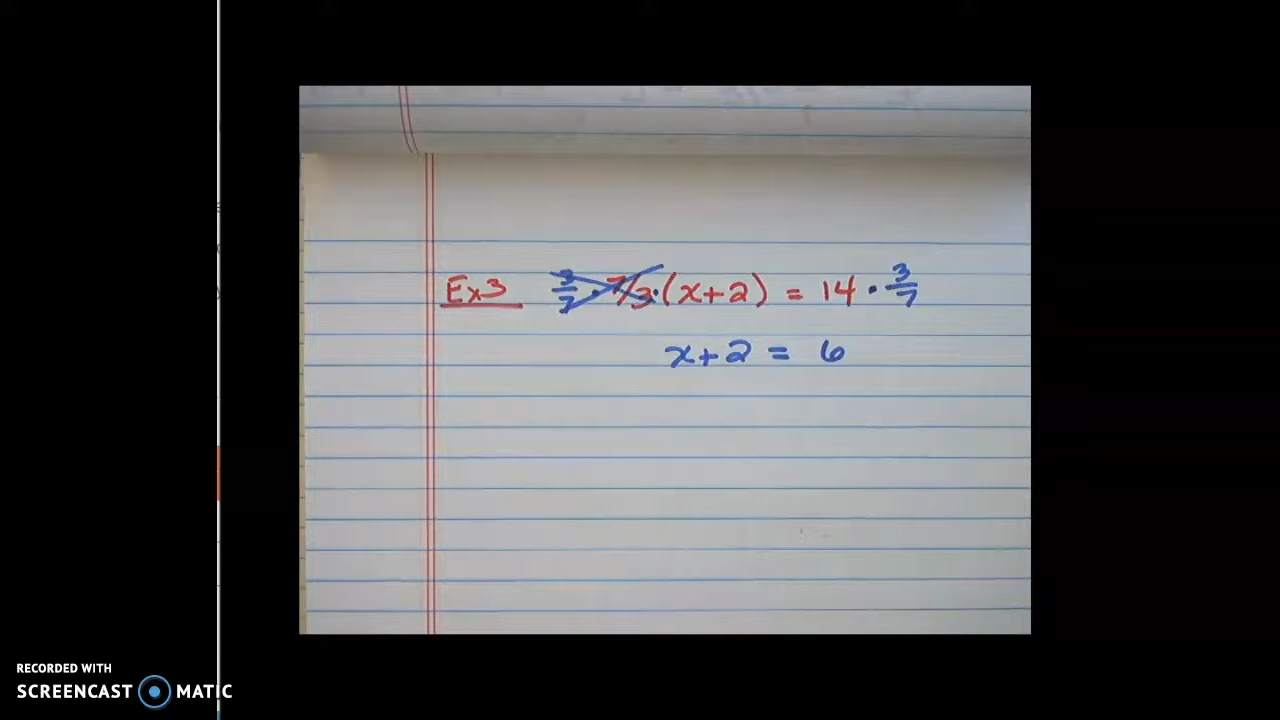 Ex3 3/7 · 7/3 · (x+2) = 14 · 3/7
x+2 = 6
RECORDED WITH
SCREENCAST MATIC